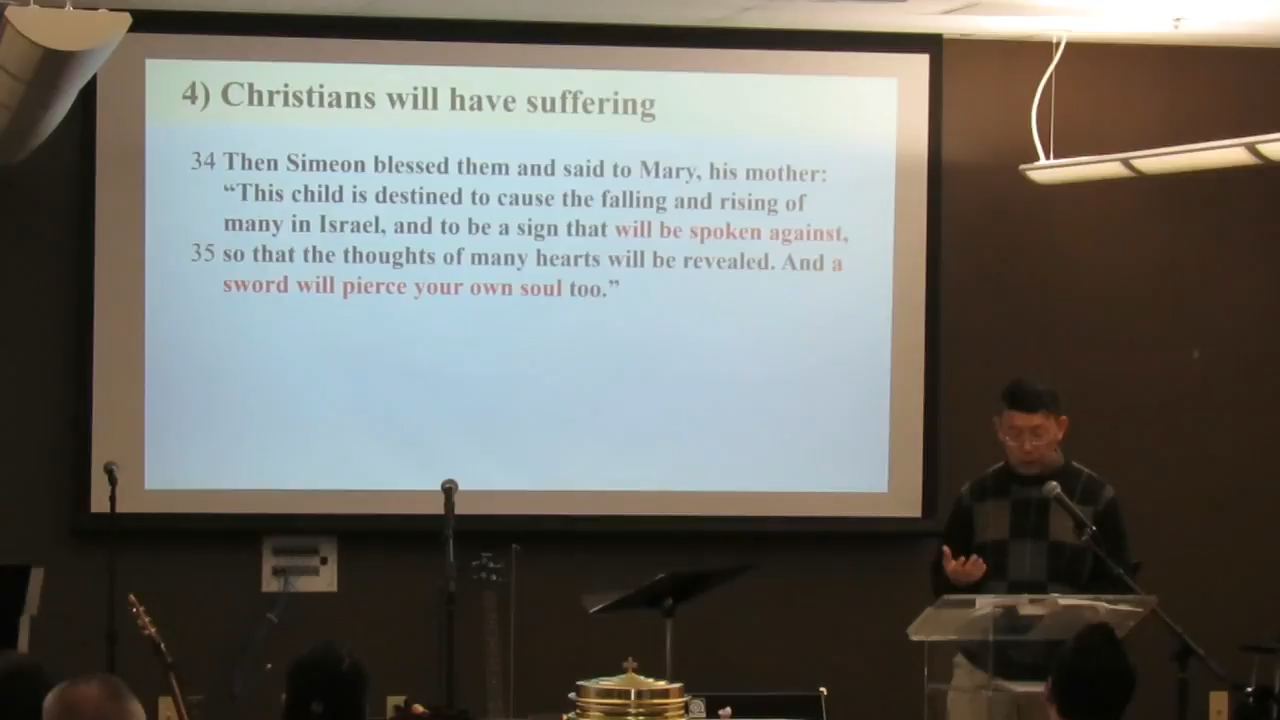 4) Christians will have suffering
34 Then Simeon blessed them and said to Mary, his mother:
“This child is destined to cause the falling and rising of
many in Israel, and to be a sign that will be spoken against,
35 so that the thoughts of many hearts will be revealed. And a
sword will pierce your own soul too.”